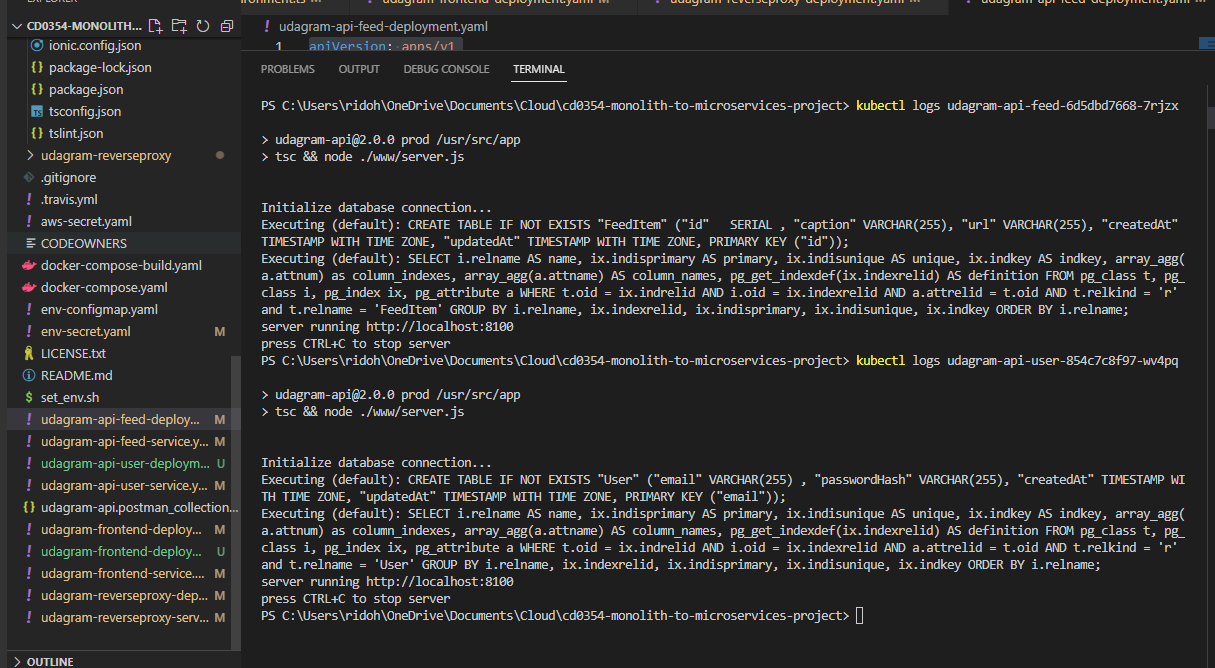 EXPLORER
CD0354-MONOLITH...
ionic.config.json
package-lock.json
package.json
tsconfig.json
tslint.json
udagram-reverseproxy
.gitignore
.travis.yml
aws-secret.yaml
CODEOWNERS
docker-compose-build.yaml
docker-compose.yaml
env-configmap.yaml
env-secret.yaml M
LICENSE.txt
README.md
set_env.sh
udagram-api-feed-deploy... M
udagram-api-feed-service.y... M
udagram-api-user-deploym... U
udagram-api-user-service.y... M
udagram-api.postman_collection...
udagram-frontend-deploy... M
udagram-frontend-deploy... U
udagram-frontend-service.... M
udagram-reverseproxy-dep... M
udagram-reverseproxy-serv... M
OUTLINE
udagram-api-feed-deployment.yaml
1 apiVersion: apps/v1
PROBLEMS OUTPUT DEBUG CONSOLE TERMINAL
PS C:\Users\ridoh\OneDrive\Documents\Cloud\cd0354-monolith-to-microservices-project> kubectl logs udagram-api-feed-6d5dbd7668-7rjzx
> udagram-api@2.0.0 prod /usr/src/app
> tsc && node ./www/server.js
Initialize database connection...
Executing (default): CREATE TABLE IF NOT EXISTS "FeedItem" ("id"   SERIAL , "caption" VARCHAR(255), "url" VARCHAR(255), "createdAt"
TIMESTAMP WITH TIME ZONE, "updatedAt" TIMESTAMP WITH TIME ZONE, PRIMARY KEY ("id"));
Executing (default): SELECT i.relname AS name, ix.indisprimary AS primary, ix.indisunique AS unique, ix.indkey AS indkey, array_agg(
a.attnum) as column_indexes, array_agg(a.attname) AS column_names, pg_get_indexdef(ix.indexrelid) AS definition FROM pg_class t, pg_
class i, pg_index ix, pg_attribute a WHERE t.oid = ix.indrelid AND i.oid = ix.indexrelid AND a.attrelid = t.oid AND t.relkind = 'r'
and t.relname = 'FeedItem' GROUP BY i.relname, ix.indexrelid, ix.indisprimary, ix.indisunique, ix.indkey ORDER BY i.relname;
server running http://localhost:8100
press CTRL+C to stop server
PS C:\Users\ridoh\OneDrive\Documents\Cloud\cd0354-monolith-to-microservices-project> kubectl logs udagram-api-user-854c7c8f97-wv4pq
> udagram-api@2.0.0 prod /usr/src/app
> tsc && node ./www/server.js
Initialize database connection...
Executing (default): CREATE TABLE IF NOT EXISTS "User" ("email" VARCHAR(255) , "passwordHash" VARCHAR(255), "createdAt" TIMESTAMP WI
TH TIME ZONE, "updatedAt" TIMESTAMP WITH TIME ZONE, PRIMARY KEY ("email"));
Executing (default): SELECT i.relname AS name, ix.indisprimary AS primary, ix.indisunique AS unique, ix.indkey AS indkey, array_agg(
a.attnum) as column_indexes, array_agg(a.attname) AS column_names, pg_get_indexdef(ix.indexrelid) AS definition FROM pg_class t, pg_
class i, pg_index ix, pg_attribute a WHERE t.oid = ix.indrelid AND i.oid = ix.indexrelid AND a.attrelid = t.oid AND t.relkind = 'r'
and t.relname = 'User' GROUP BY i.relname, ix.indexrelid, ix.indisprimary, ix.indisunique, ix.indkey ORDER BY i.relname;
server running http://localhost:8100
press CTRL+C to stop server
PS C:\Users\ridoh\OneDrive\Documents\Cloud\cd0354-monolith-to-microservices-project>